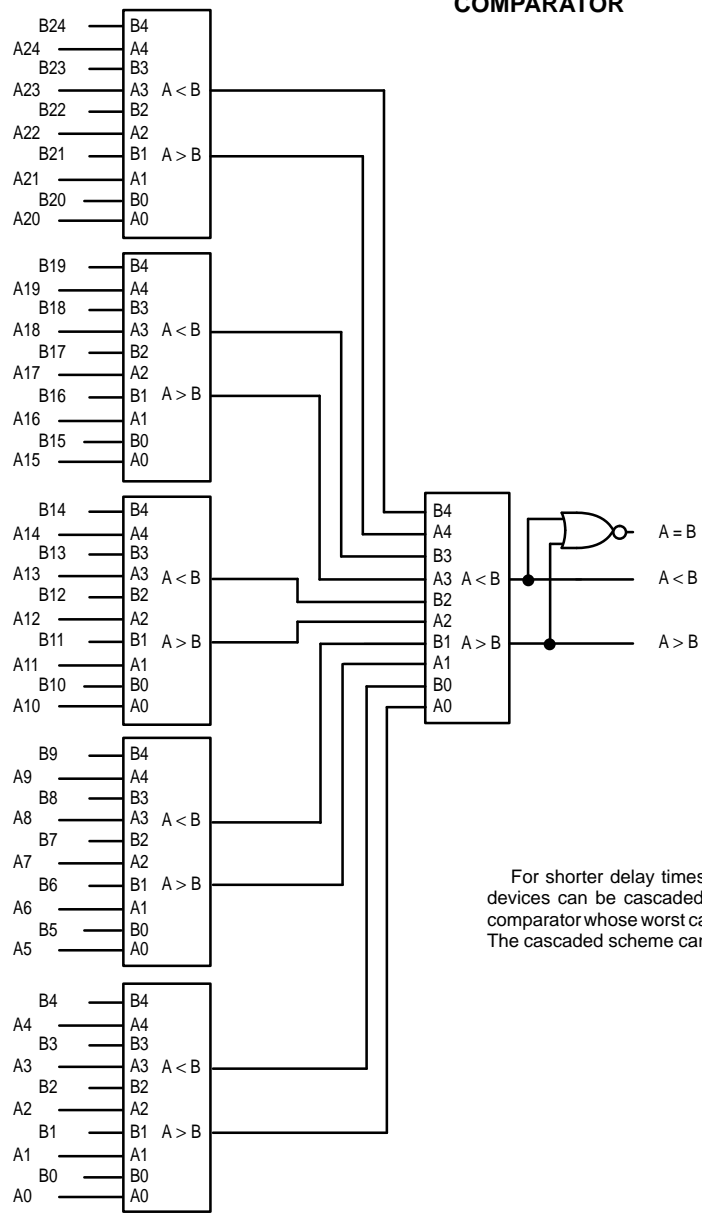 COMPARATOR
B24 B4
A24 A4
B23 B3
A23 A3 A < B
B22 B2
A22 A2
B21 B1 A > B
A21 A1
B20 B0
A20 A0
B19 B4
A19 A4
B18 B3
A18 A3 A < B
B17 B2
A17 A2
B16 B1 A > B
A16 A1
B15 B0
A15 A0
B14 B4
A14 A4
B13 B3
A13 A3 A < B
B12 B2
A12 A2
B11 B1 A > B
A11 A1
B10 B0
A10 A0
B9 B4
A9 A4
B8 B3
A8 A3 A < B
B7 B2
A7 A2
B6 B1 A > B
A6 A1
B5 B0
A5 A0
B4 B4
A4 A4
B3 B3
A3 A3 A < B
B2 B2
A2 A2
B1 B1 A > B
A1 A1
B0 B0
A0 A0
B4
A4 A = B
B3
A3 A < B A < B
B2
A2
B1 A > B A > B
A1
B0
A0
For shorter delay times
devices can be cascaded
comparator whose worst
The cascaded scheme